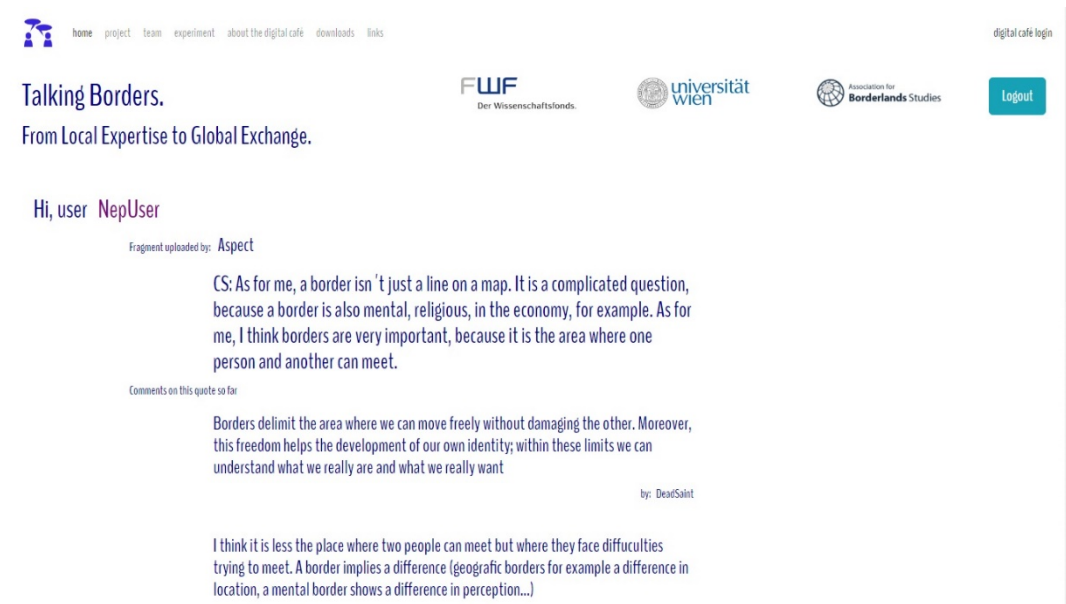 home project team experiment about the digital café downloads links digital café login
Talking Borders.
From Local Expertise to Global Exchange.
FWF
Der Wissenschaftsfonds.
universität
wien
Association for
Borderlands Studies
Logout
Hi, user NepUser
Fragment uploaded by: Aspect
CS: As for me, a border isn ´t just a line on a map. It is a complicated question,
because a border is also mental, religious, in the economy, for example. As for
me, I think borders are very important, because it is the area where one
person and another can meet.
Comments on this quote so far
Borders delimit the area where we can move freely without damaging the other. Moreover,
this freedom helps the development of our own identity; within these limits we can
understand what we really are and what we really want
by: DeadSaint
I think it is less the place where two people can meet but where they face diffuculties
trying to meet. A border implies a difference (geografic borders for example a difference in
location, a mental border shows a difference in perception...)